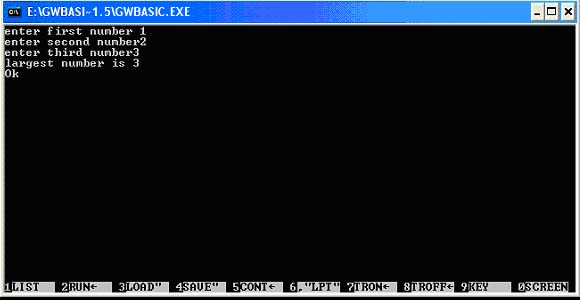 E:\GWBASI~1.5\GWBASIC.EXE
enter first number 1
enter second number2
enter third number3
largest number is 3
Ok
1LIST 2RUN← 3LOAD" 4SAVE" 5CONT← 6,"LPT" 7TRON← 8TROFF← 9KEY 0SCREEN